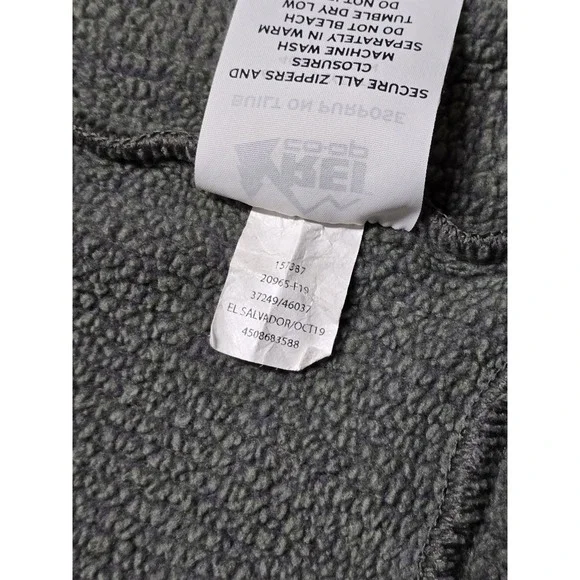 SECURE ALL ZIPPERS AND
CLOSURES
MACHINE WASH
SEPARATELY IN WARM
DO NOT BLEACH
TUMBLE DRY LOW
DO NOT
REI
co-op
BUILT ON PURPOSE
20965-F19
37249/46037
EL SALVADOR/OCT19
4508683588